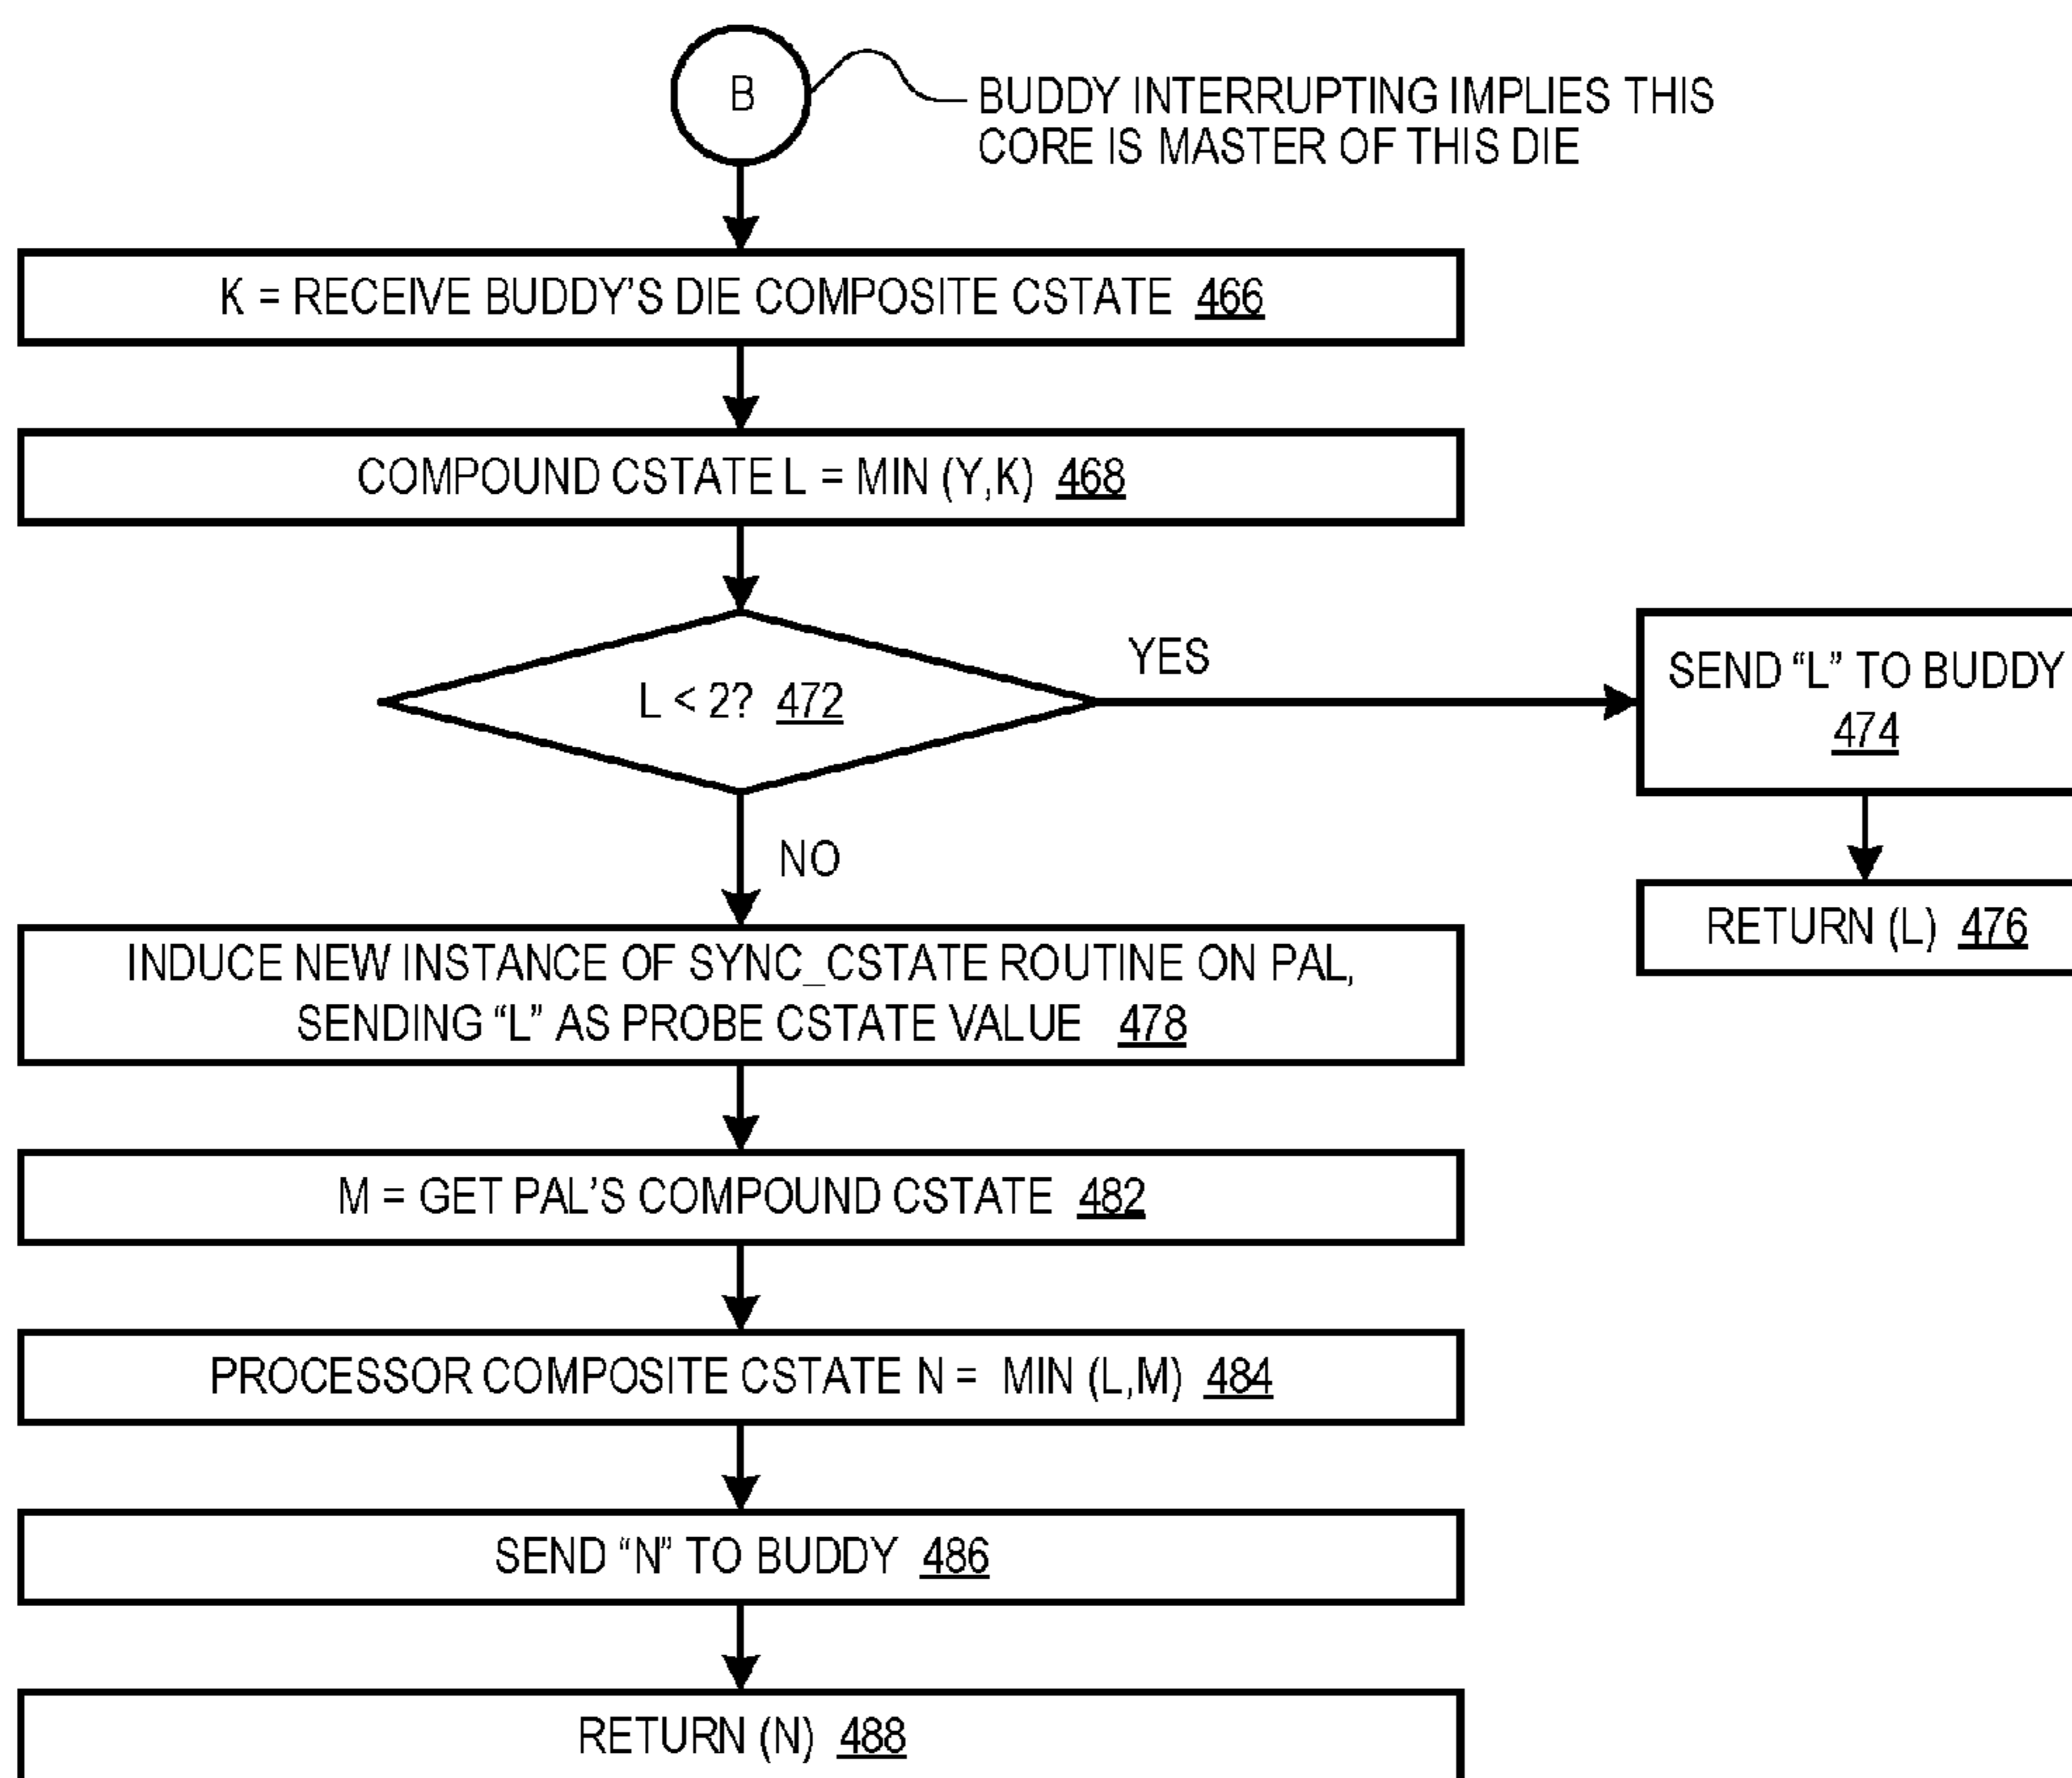 B
BUDDY INTERRUPTING IMPLIES THIS
CORE IS MASTER OF THIS DIE
K = RECEIVE BUDDY’S DIE COMPOSITE CSTATE 466
COMPOUND CSTATE L = MIN (Y,K) 468
L < 2? 472
YES
SEND “L” TO BUDDY
474
RETURN (L) 476
NO
INDUCE NEW INSTANCE OF SYNC_CSTATE ROUTINE ON PAL,
SENDING “L” AS PROBE CSTATE VALUE 478
M = GET PAL’S COMPOUND CSTATE 482
PROCESSOR COMPOSITE CSTATE N = MIN (L,M) 484
SEND “N” TO BUDDY 486
RETURN (N) 488